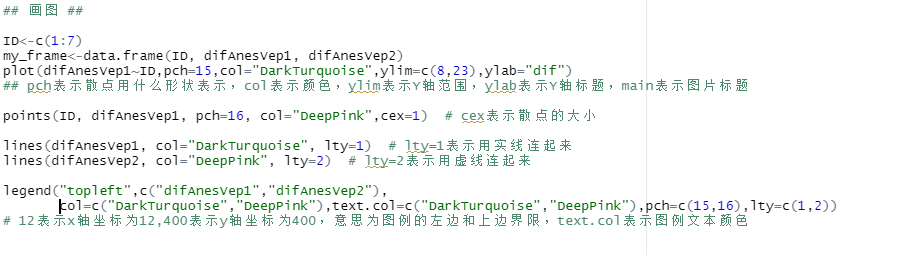 ## 画图 ##
ID<-c(1:7)
my_frame<-data.frame(ID, difAnesVep1, difAnesVep2)
plot(difAnesVep1~ID,pch=15,col="DarkTurquoise",ylim=c(8,23),ylab="dif")
## pch表示散点用什么形状表示，col表示颜色，ylim表示Y轴范围，ylab表示Y轴标题，main表示图片标题
points(ID, difAnesVep1, pch=16, col="DeepPink",cex=1)  # cex表示散点的大小
lines(difAnesVep1, col="DarkTurquoise", lty=1)  # lty=1表示用实线连起来
lines(difAnesVep2, col="DeepPink", lty=2)  # lty=2表示用虚线连起来
legend("topleft",c("difAnesVep1","difAnesVep2"),
col=c("DarkTurquoise","DeepPink"),text.col=c("DarkTurquoise","DeepPink"),pch=c(15,16),lty=c(1,2))
# 12表示x轴坐标为12,400表示y轴坐标为400，意思为图例的左边和上边界限，text.col表示图例文本颜色